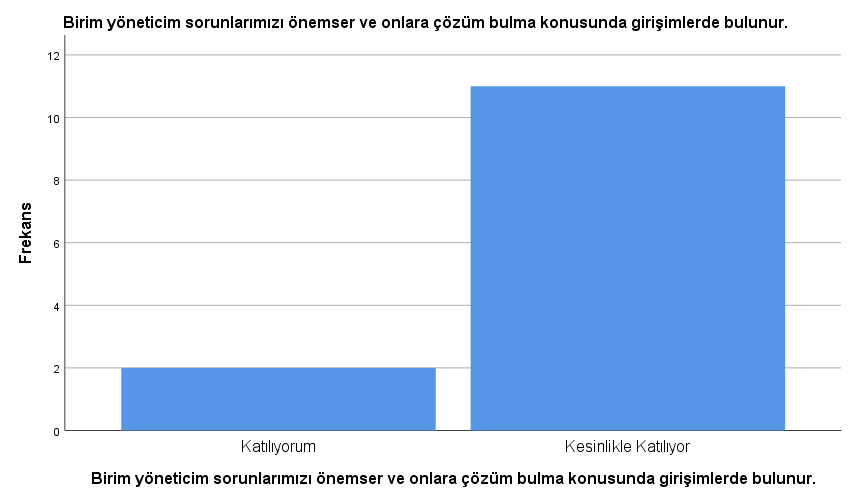 Birim yöneticim sorunlarımızı önemser ve onlara çözüm bulma konusunda girişimlerde bulunur.
12
10
8
6
4
2
0
Frekans
Katılıyorum
Kesinlikle Katılıyor
Birim yöneticim sorunlarımızı önemser ve onlara çözüm bulma konusunda girişimlerde bulunur.